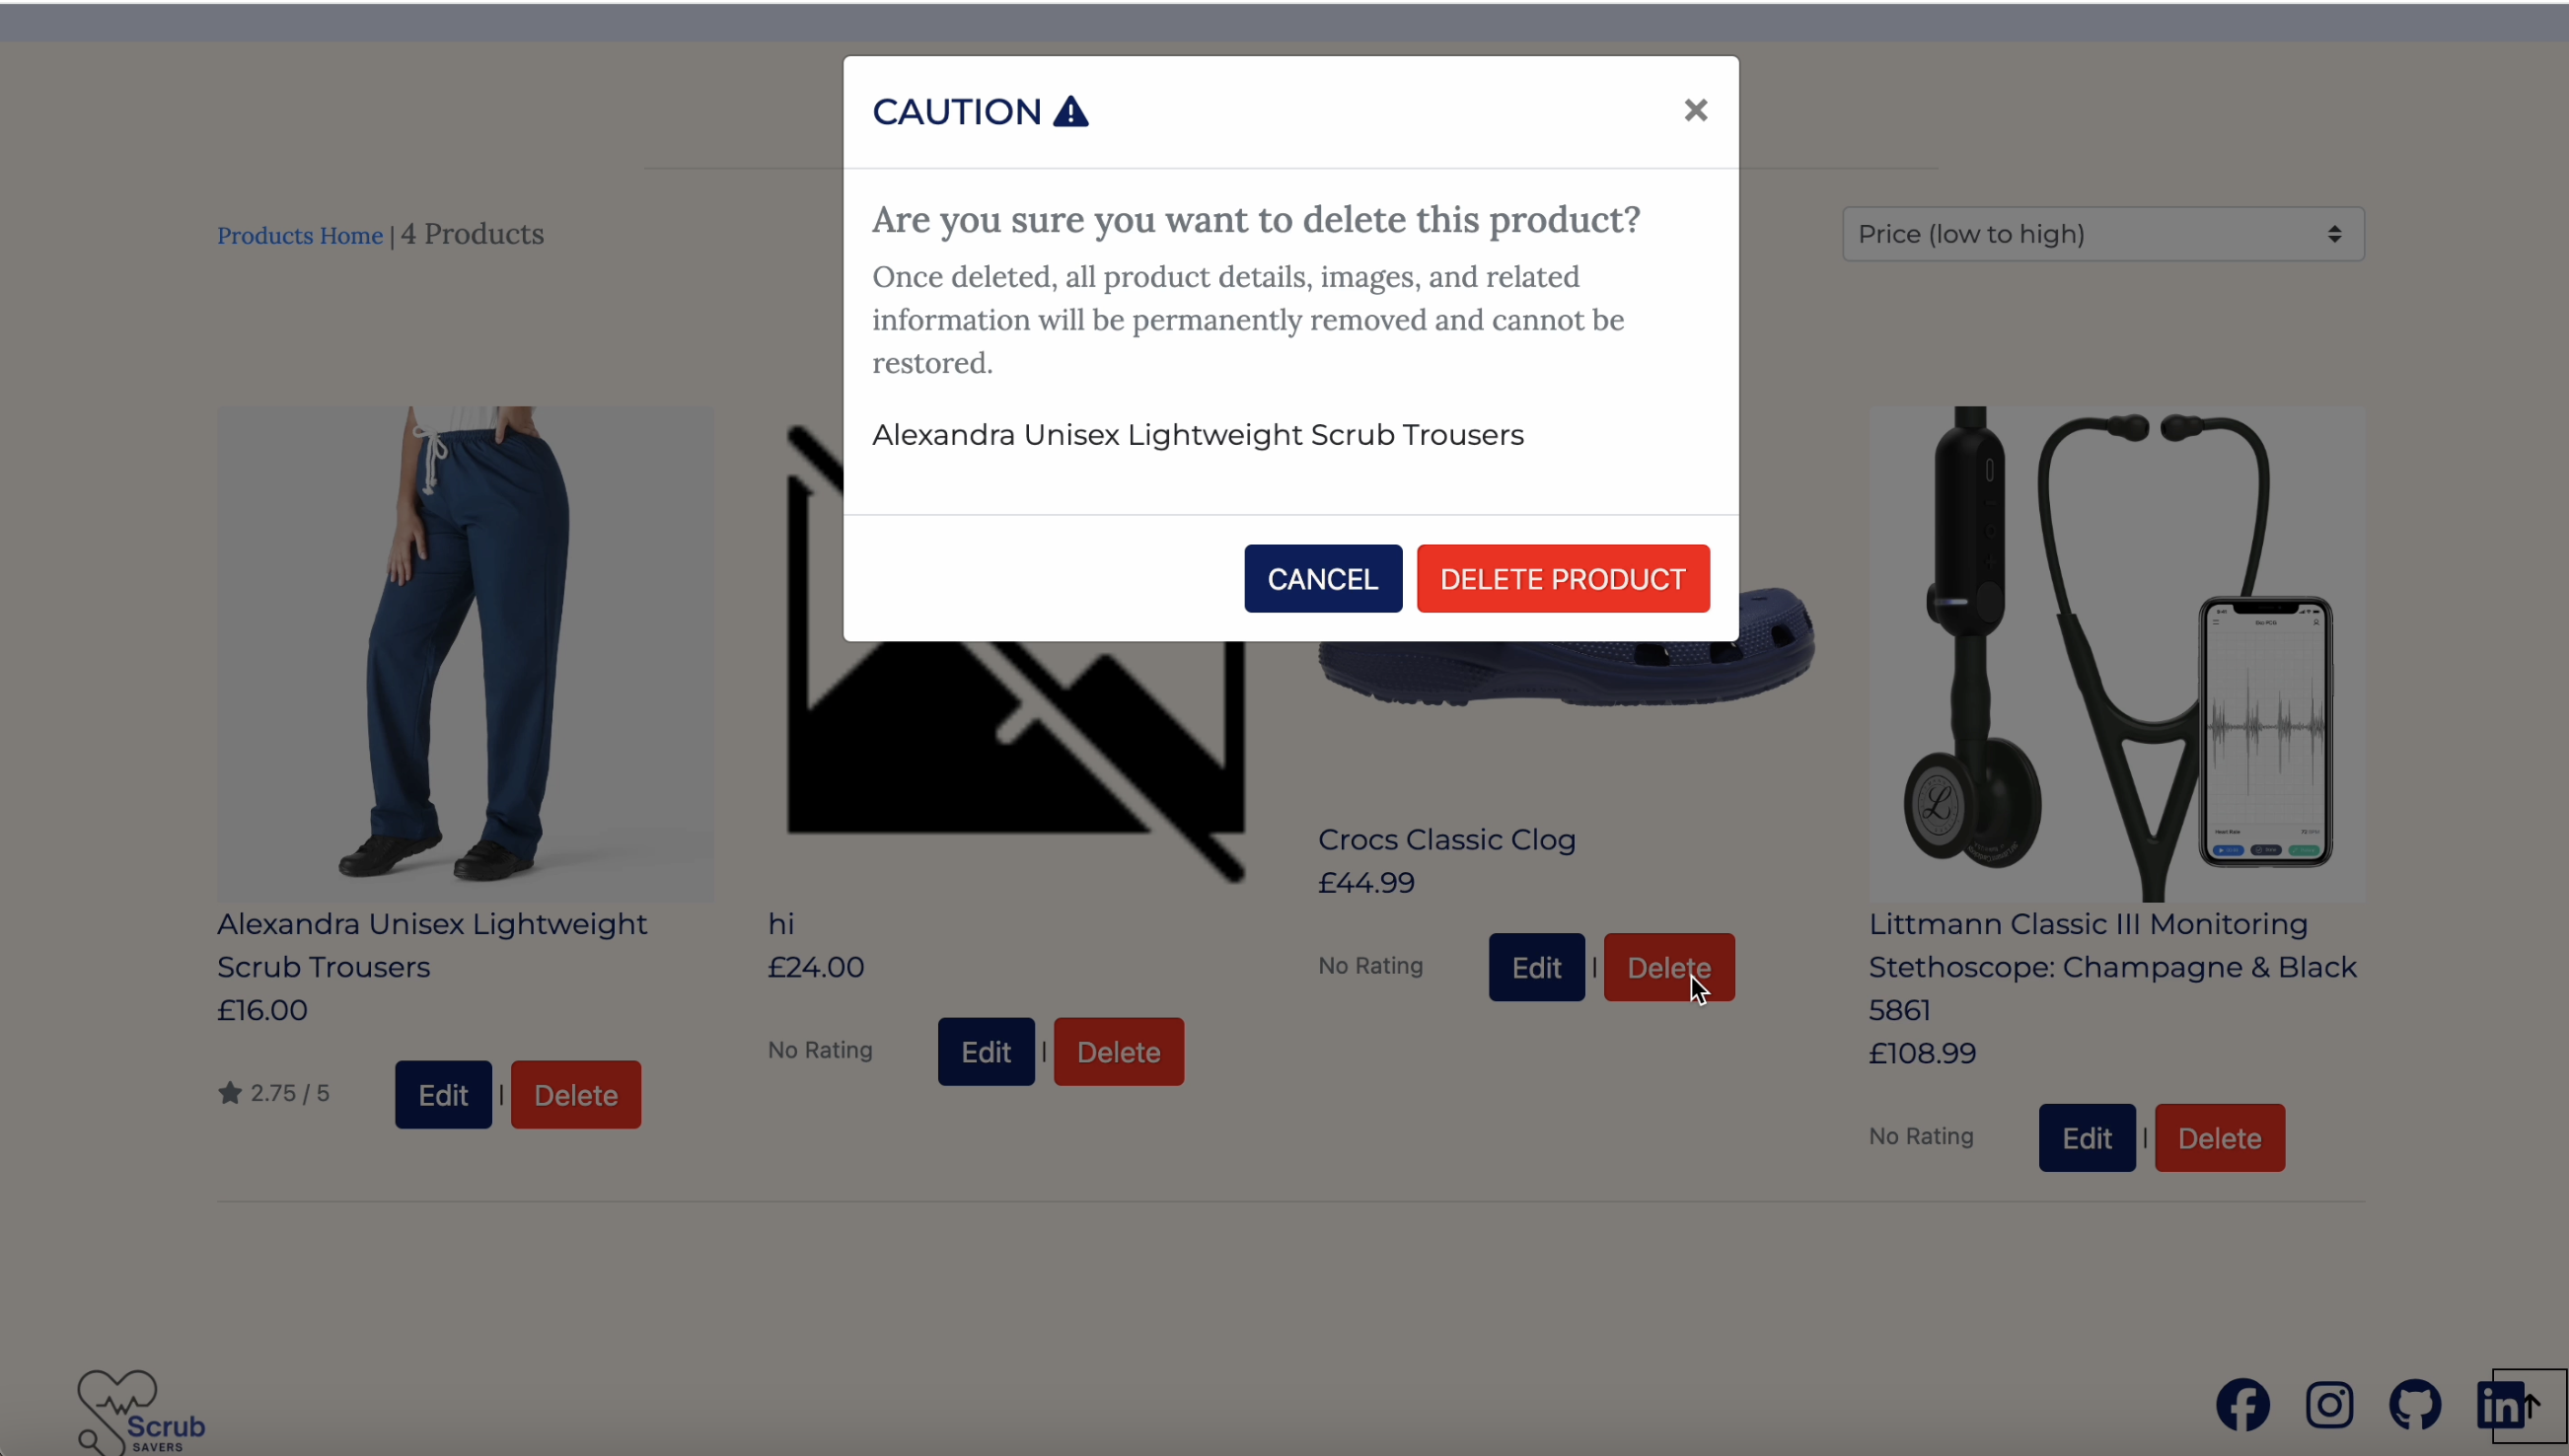 CAUTION
×
Are you sure you want to delete this product?
Once deleted, all product details, images, and related
information will be permanently removed and cannot be
restored.
Alexandra Unisex Lightweight Scrub Trousers
CANCEL
DELETE PRODUCT
Products Home | 4 Products
Price (low to high)
Alexandra Unisex Lightweight
Scrub Trousers
£16.00
2.75 / 5
Edit | Delete
hi
£24.00
No Rating
Edit | Delete
Crocs Classic Clog
£44.99
No Rating
Edit | Delete
Littmann Classic III Monitoring
Stethoscope: Champagne & Black
5861
£108.99
No Rating
Edit | Delete
Scrub
SAVERS